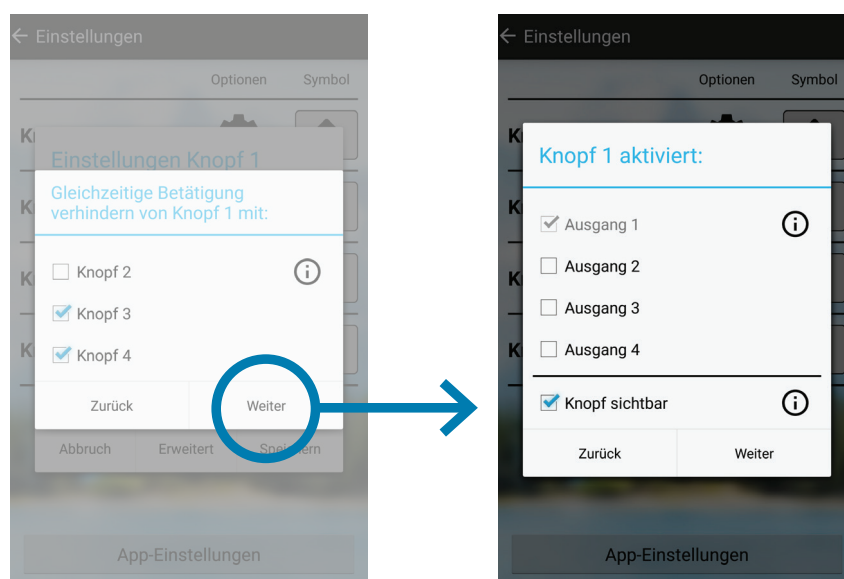 Einstellungen
Optionen Symbol
Einstellungen Knopf 1
Gleichzeitige Betätigung
verhindern von Knopf 1 mit:
Knopf 2
Knopf 3
Knopf 4
Zurück Weiter
Abbruch Erweitert Speichern
App-Einstellungen
Einstellungen
Optionen Symbol
Knopf 1 aktiviert:
Ausgang 1
Ausgang 2
Ausgang 3
Ausgang 4
Knopf sichtbar
Zurück Weiter
App-Einstellungen